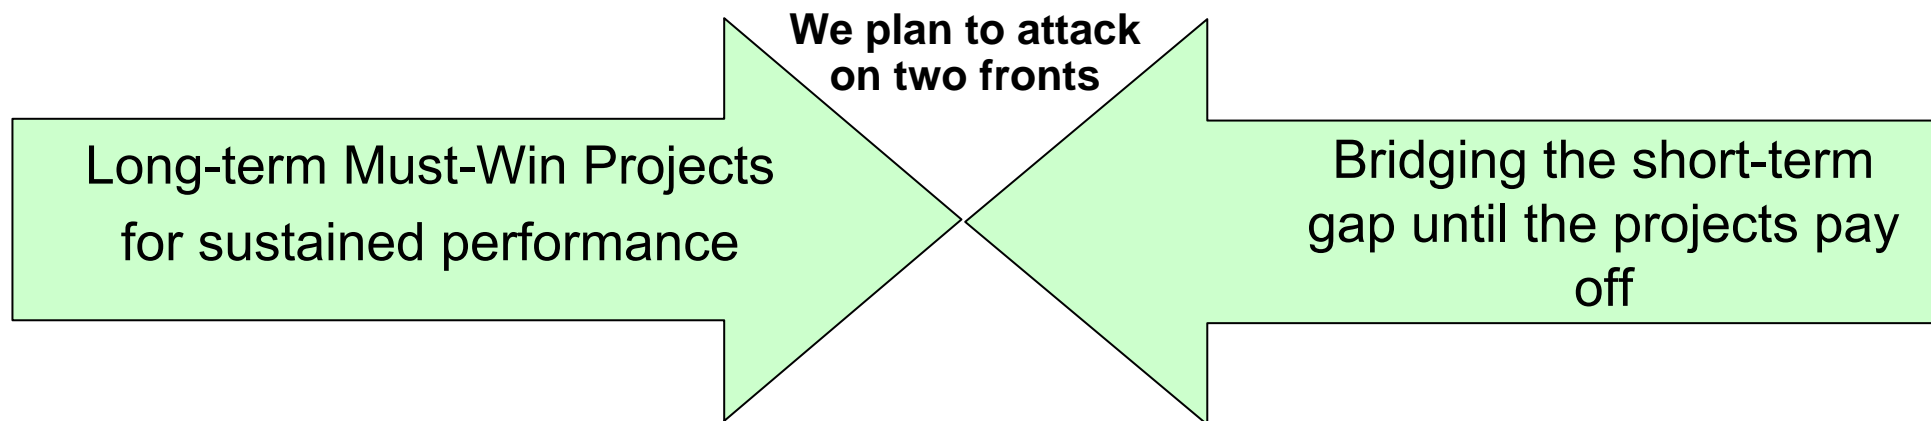 We plan to attack
on two fronts
Long-term Must-Win Projects
for sustained performance
Bridging the short-term
gap until the projects pay
off